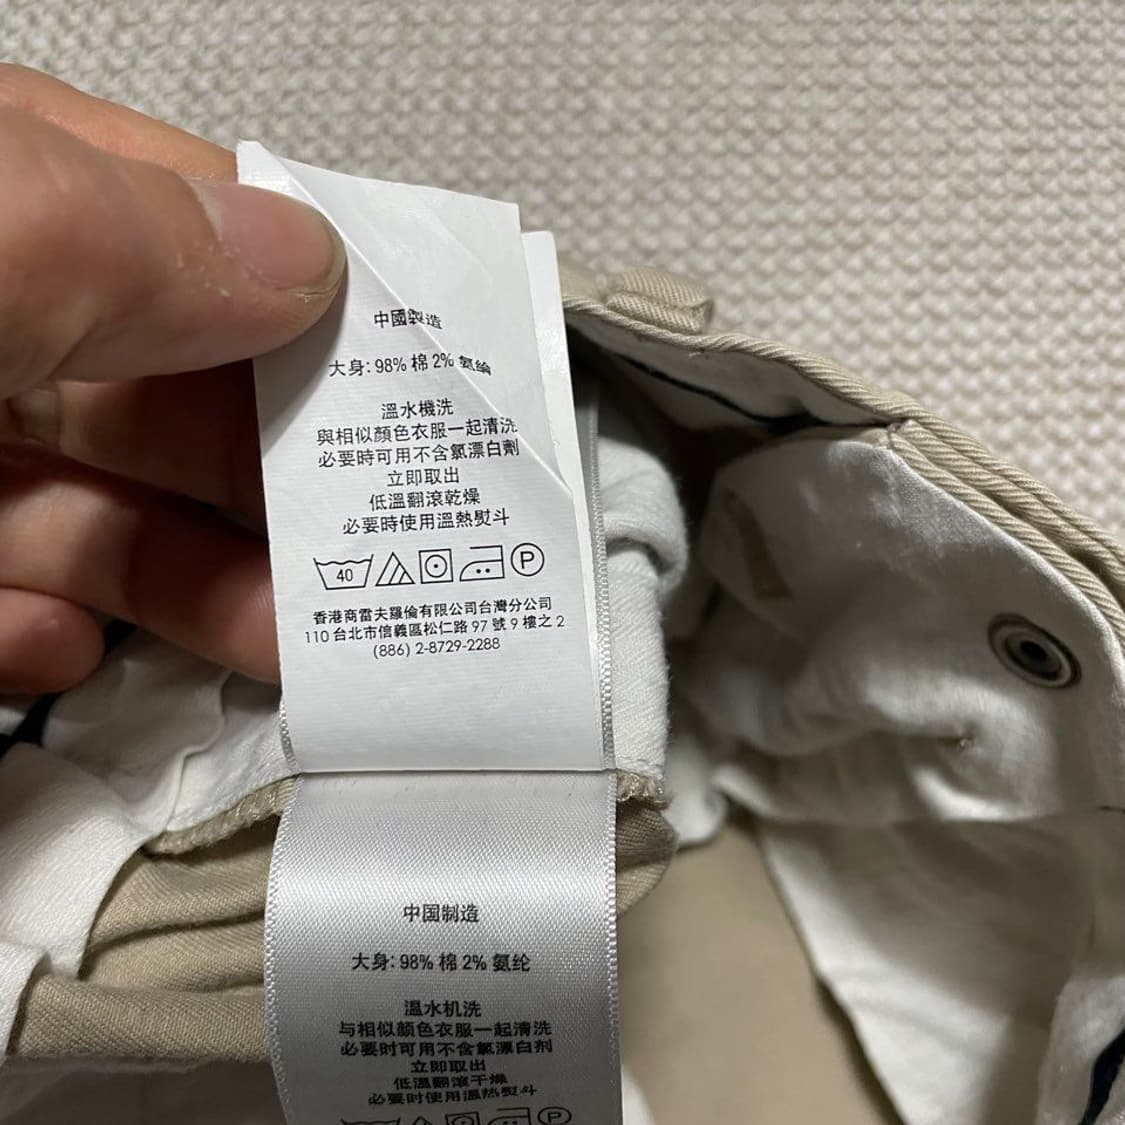 中國製造
大身: 98% 棉 2% 氨綸
溫水機洗
與相似顏色衣服一起清洗
必要時可用不含氯漂白劑
立即取出
低溫翻滾乾燥
必要時使用溫熱熨斗
40 P
香港商雷夫羅倫有限公司台灣分公司
110 台北市信義區松仁路 97 號 9 樓之 2
(886) 2-8729-2288
中国制造
大身: 98% 棉 2% 氨纶
溫水机洗
与相似颜色衣服一起清洗
必要时可用不含氯漂白剂
立即取出
低溫翻滚干燥
必要时使用溫热熨斗
P